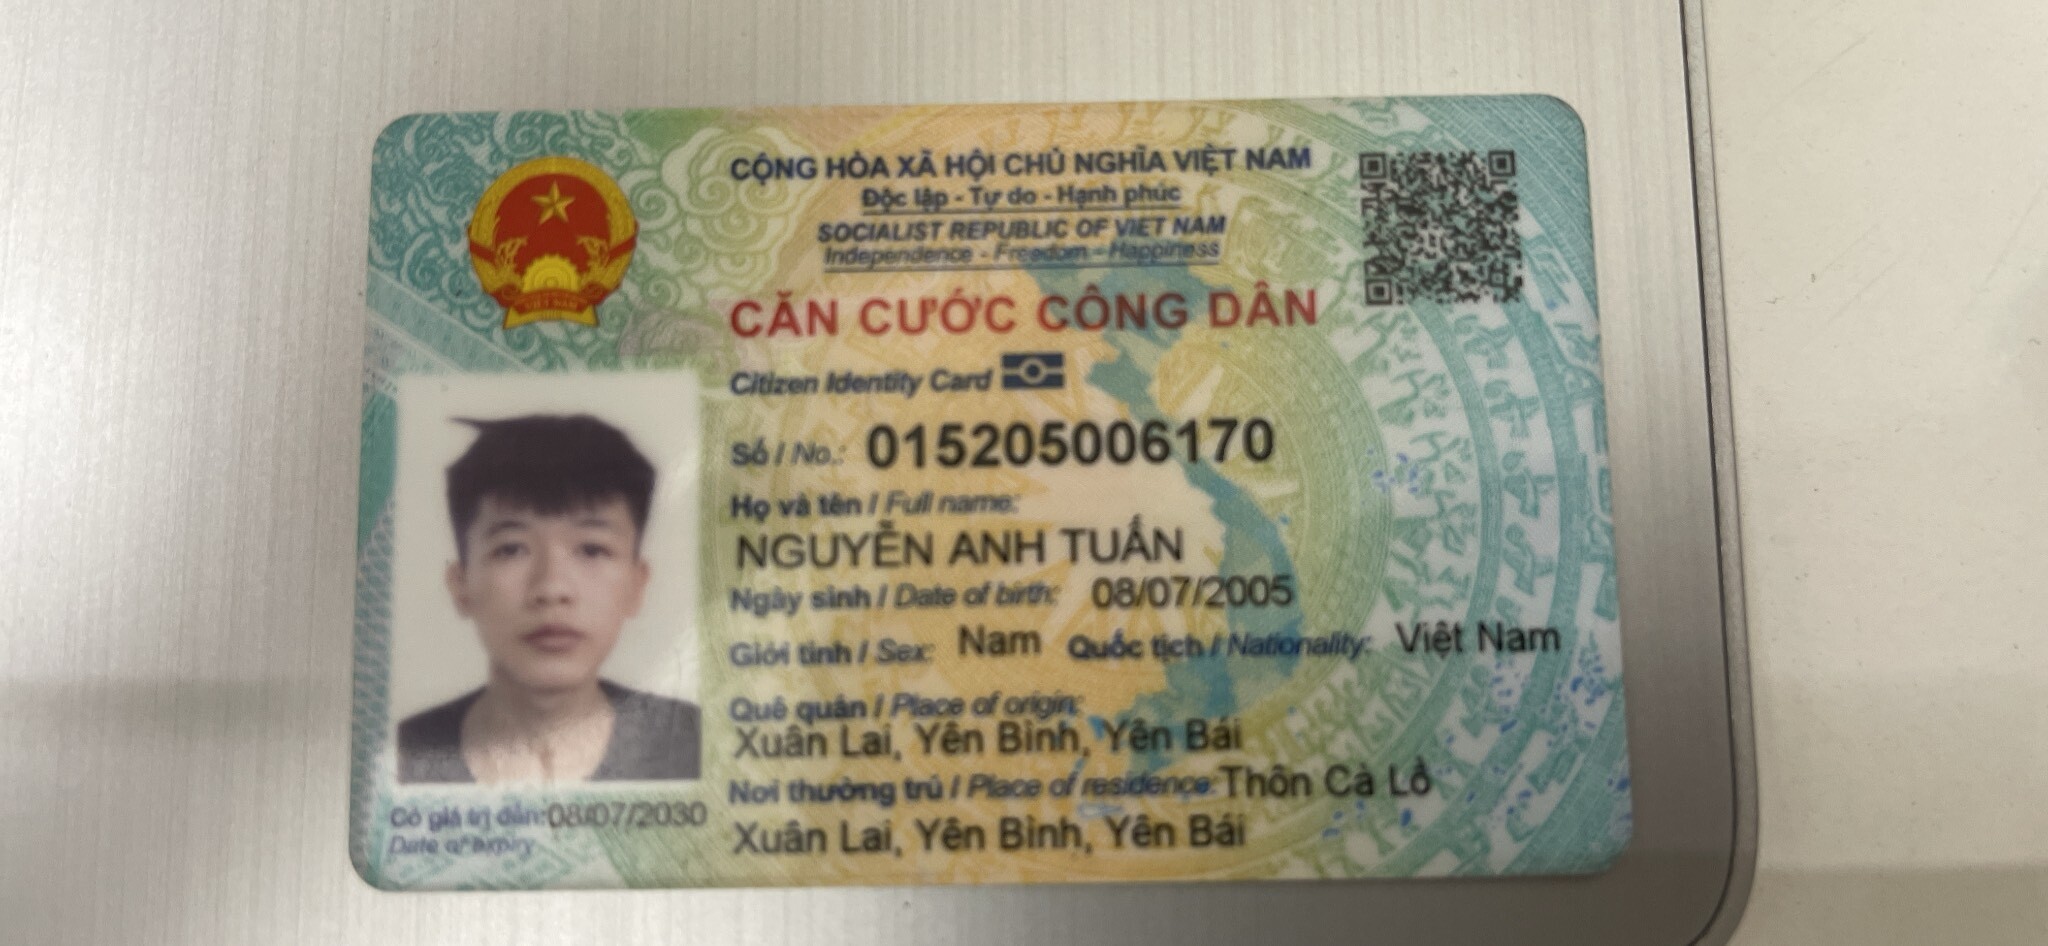 CỘNG HÒA XÃ HỘI CHỦ NGHĨA VIỆT NAM
Độc lập - Tự do - Hạnh phúc
SOCIALIST REPUBLIC OF VIET NAM
Independence - Freedom - Happiness
CĂN CƯỚC CÔNG DÂN
Citizen Identity Card
Số / No.: 015205006170
Họ và tên / Full name:
NGUYỄN ANH TUẤN
Ngày sinh / Date of birth: 08/07/2005
Giới tính / Sex: Nam Quốc tịch / Nationality: Việt Nam
Quê quán / Place of origin:
Xuân Lai, Yên Bình, Yên Bái
Nơi thường trú / Place of residence: Thôn Cà Lồ
Xuân Lai, Yên Bình, Yên Bái
Có giá trị đến: 08/07/2030
Date of expiry
VIỆT NAM